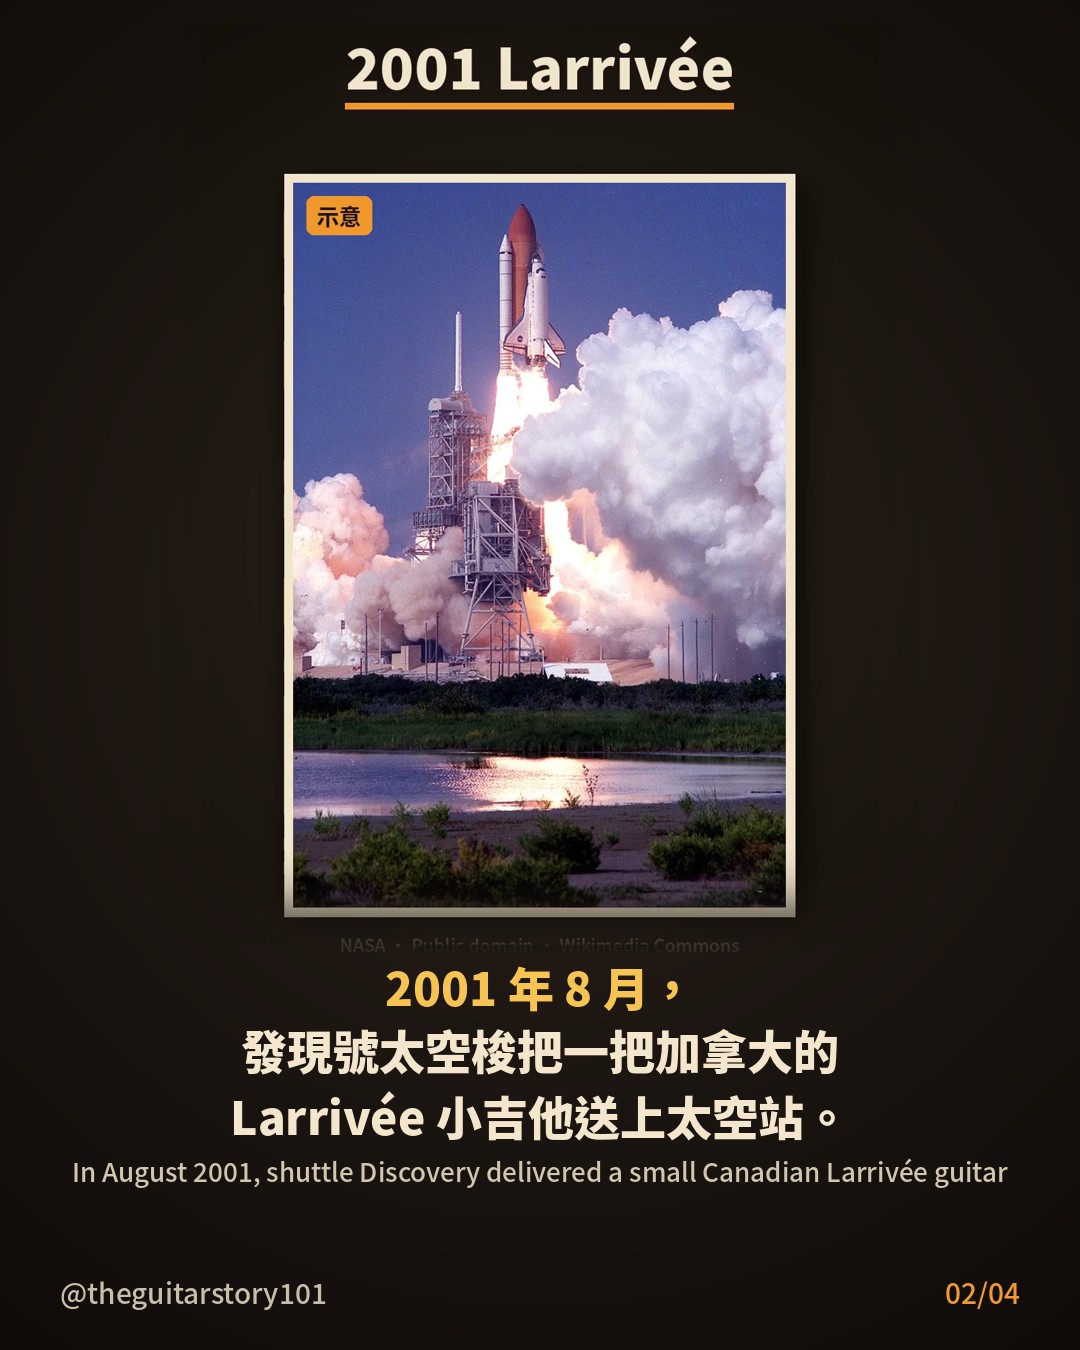 2001 Larrivée
示意
NASA · Public domain · Wikimedia Commons
2001 年 8 月，
發現號太空梭把一把加拿大的
Larrivée 小吉他送上太空站。
In August 2001, shuttle Discovery delivered a small Canadian Larrivée guitar
@theguitarstory101
02/04